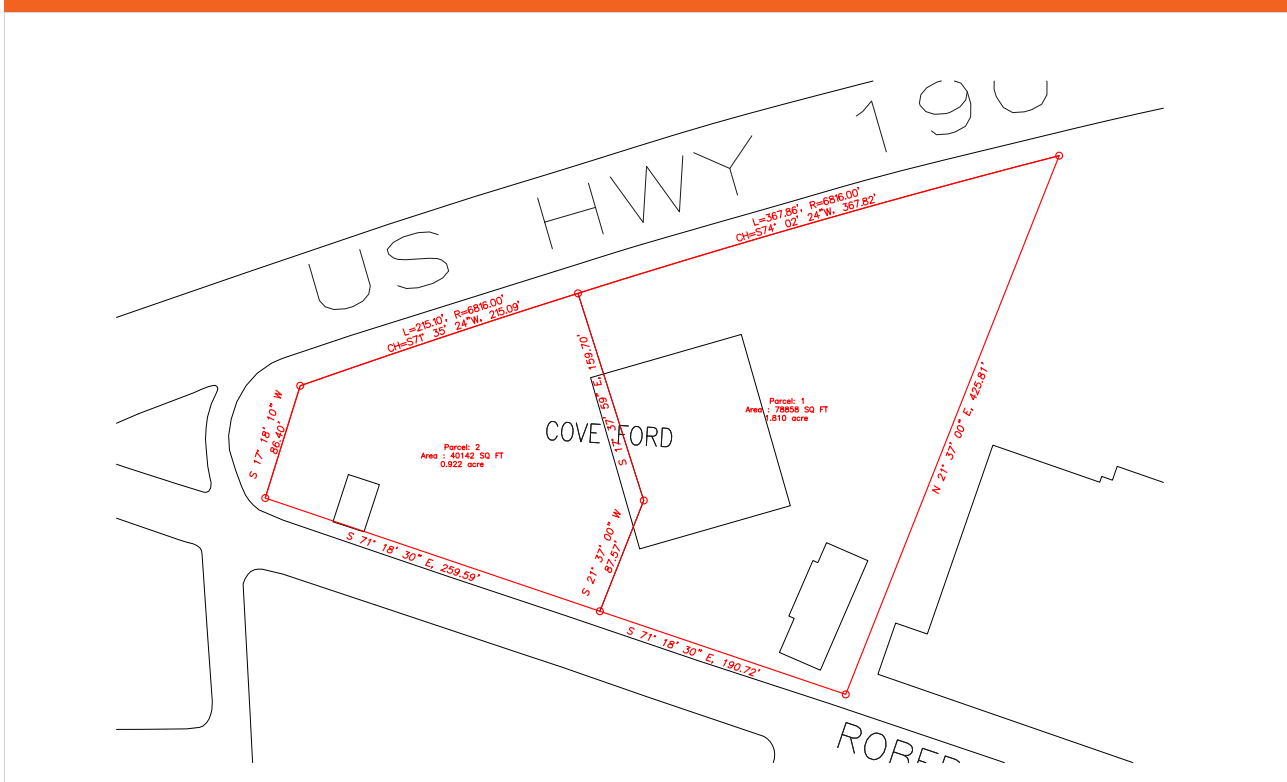 US HWY 190
L=367.86', R=6816.00'
CH=S74° 02' 24"W, 367.82'
L=215.10', R=6816.00'
CH=S71° 35' 24"W, 215.09'
S 17° 37' 59" E, 159.70'
N 21° 37' 00" E, 425.81'
S 17° 18' 10" W
86.40'
Parcel: 1
Area : 78858 SQ FT
1.810 acre
COVE FORD
Parcel: 2
Area : 40142 SQ FT
0.922 acre
S 21° 37' 00" W
87.57'
S 71° 18' 30" E, 259.59'
S 71° 18' 30" E, 190.72'